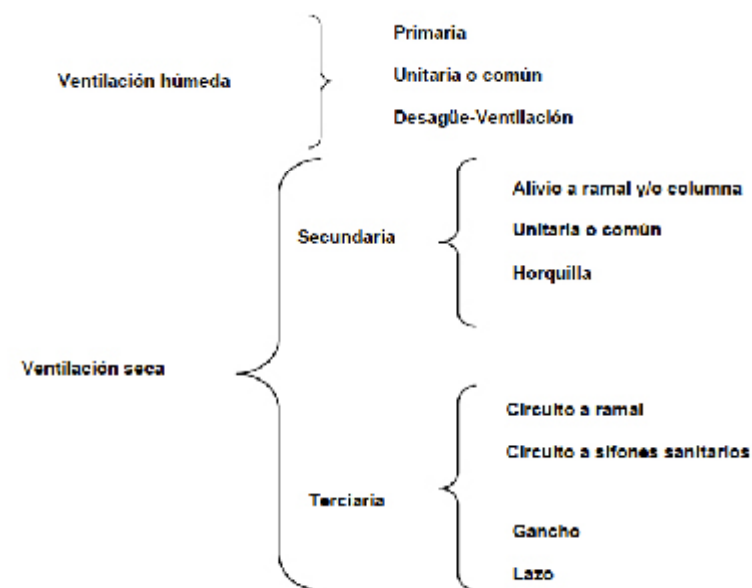 Ventilación húmeda
Primaria
Unitaria o común
Desagüe-Ventilación
Ventilación seca
Secundaria
Alivio a ramal y/o columna
Unitaria o común
Horquilla
Terciaria
Circuito a ramal
Circuito a sifones sanitarios
Gancho
Lazo